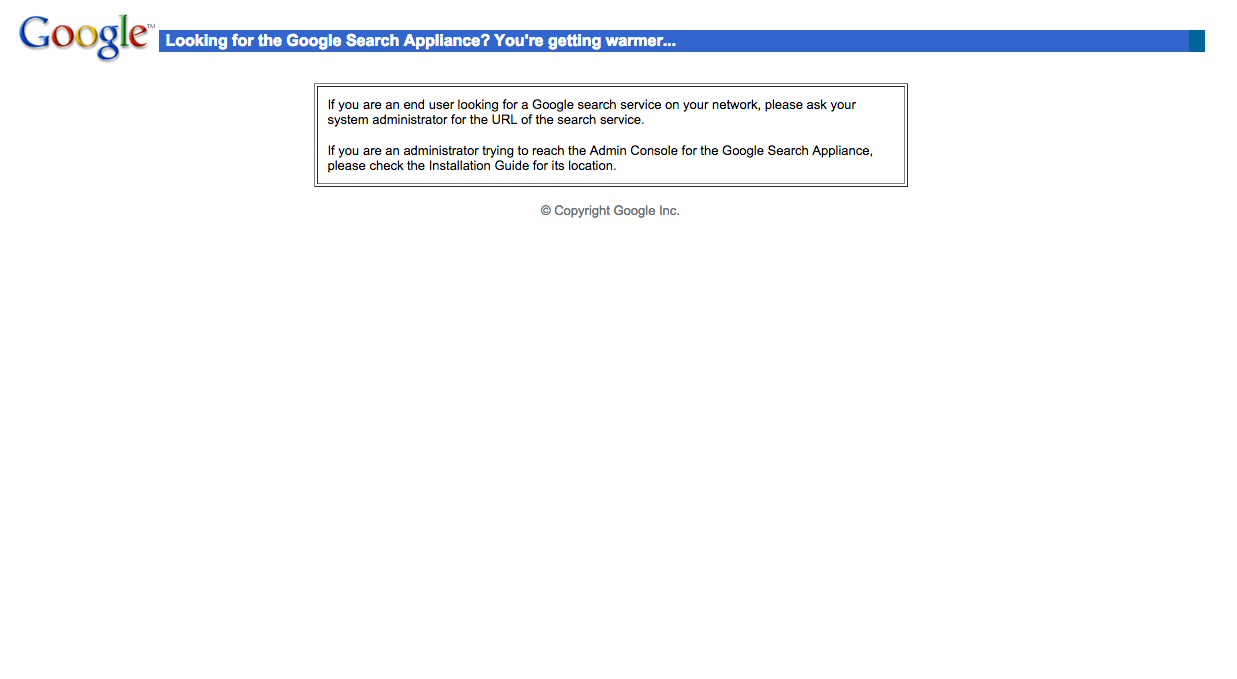 Google™
Looking for the Google Search Appliance? You're getting warmer...
If you are an end user looking for a Google search service on your network, please ask your
system administrator for the URL of the search service.
If you are an administrator trying to reach the Admin Console for the Google Search Appliance,
please check the Installation Guide for its location.
© Copyright Google Inc.